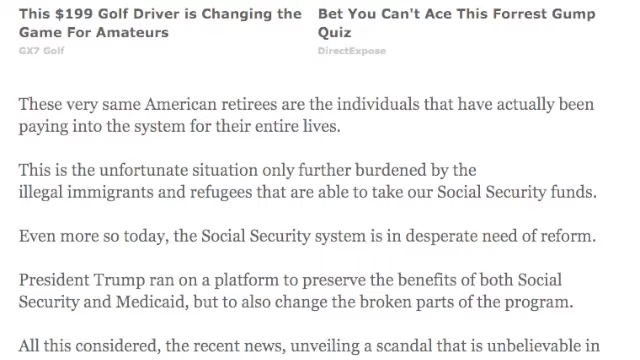 This $199 Golf Driver is Changing the
Game For Amateurs
GX7 Golf
Bet You Can't Ace This Forrest Gump
Quiz
DirectExpose
These very same American retirees are the individuals that have actually been
paying into the system for their entire lives.
This is the unfortunate situation only further burdened by the
illegal immigrants and refugees that are able to take our Social Security funds.
Even more so today, the Social Security system is in desperate need of reform.
President Trump ran on a platform to preserve the benefits of both Social
Security and Medicaid, but to also change the broken parts of the program.
All this considered, the recent news, unveiling a scandal that is unbelievable in